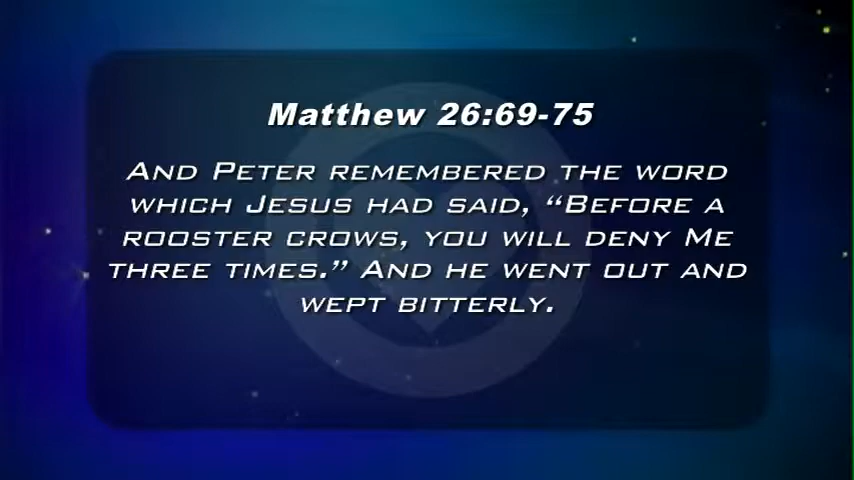 Matthew 26:69-75
And Peter remembered the word
which Jesus had said, “Before a
rooster crows, you will deny Me
three times.” And he went out and
wept bitterly.